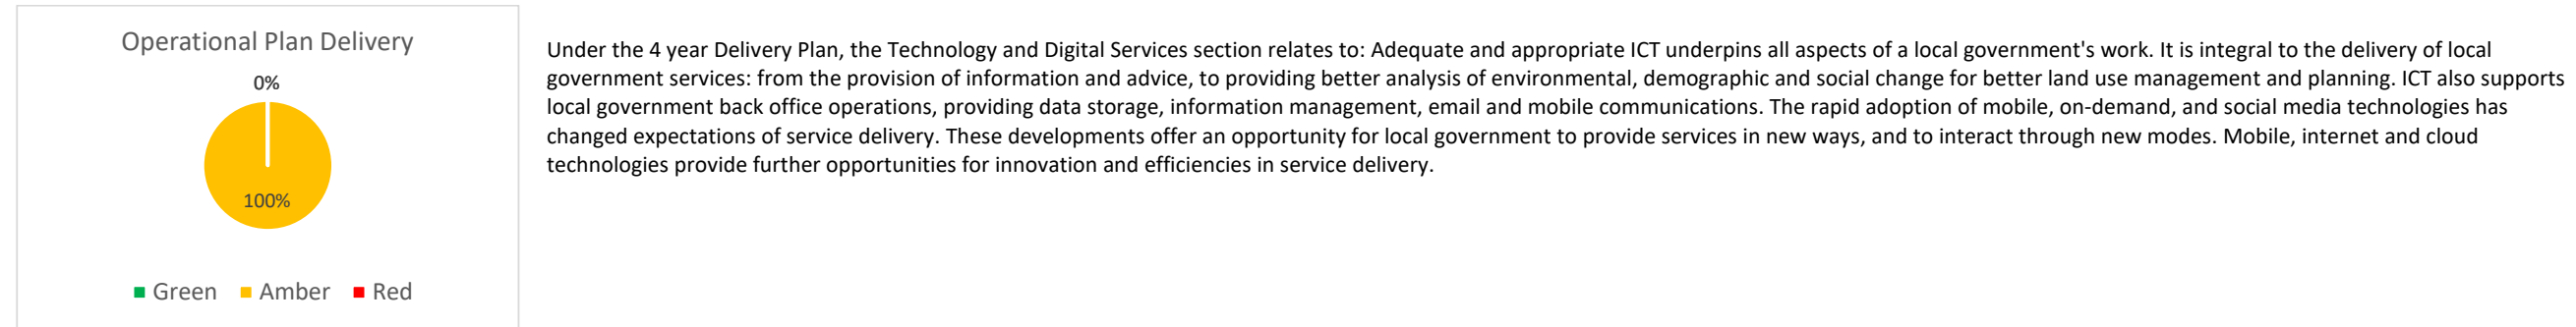 Operational Plan Delivery
0%
100%
Green Amber Red
Under the 4 year Delivery Plan, the Technology and Digital Services section relates to: Adequate and appropriate ICT underpins all aspects of a local government's work. It is integral to the delivery of local
government services: from the provision of information and advice, to providing better analysis of environmental, demographic and social change for better land use management and planning. ICT also supports
local government back office operations, providing data storage, information management, email and mobile communications. The rapid adoption of mobile, on-demand, and social media technologies has
changed expectations of service delivery. These developments offer an opportunity for local government to provide services in new ways, and to interact through new modes. Mobile, internet and cloud
technologies provide further opportunities for innovation and efficiencies in service delivery.